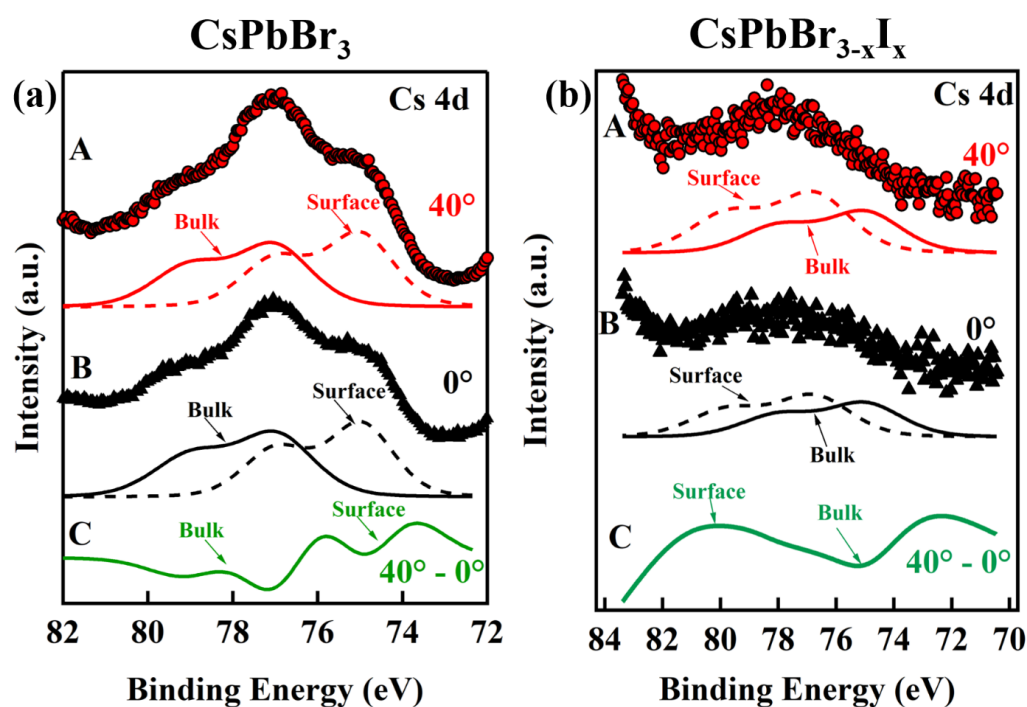 CsPbBr₃
CsPbBr₃₋ₓIₓ
(a)
Cs 4d
A
40°
Bulk
Surface
B
0°
Bulk
Surface
C
Bulk
Surface
40° - 0°
82 80 78 76 74 72
Binding Energy (eV)
Intensity (a.u.)
(b)
Cs 4d
A
40°
Surface
Bulk
B
0°
Surface
Bulk
C
Surface
Bulk
40° - 0°
84 82 80 78 76 74 72 70
Binding Energy (eV)
Intensity (a.u.)